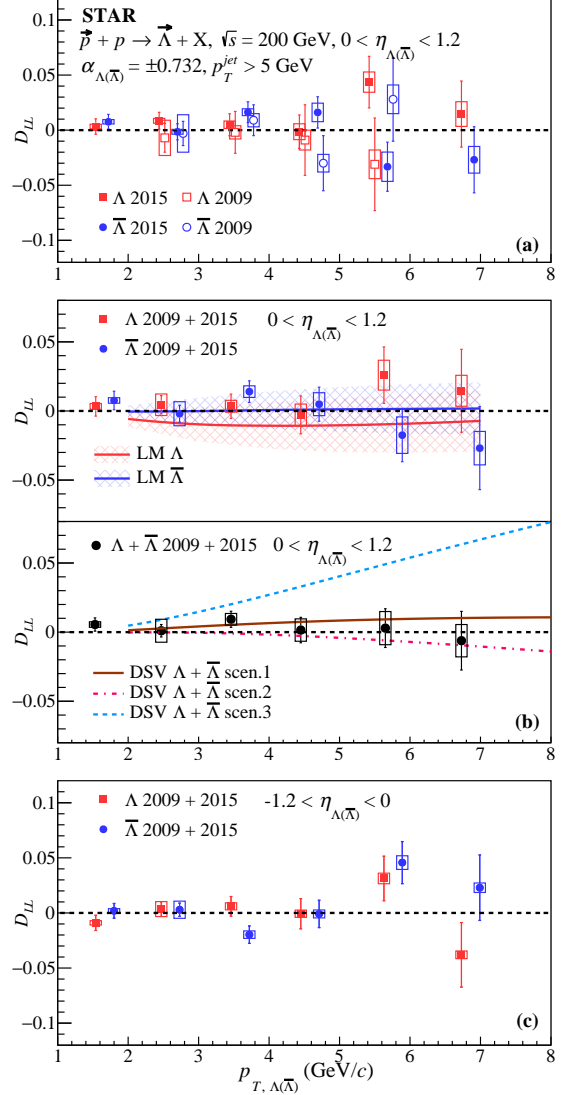 STAR
p⃗ + p → Λ⃗ + X, √s = 200 GeV, 0 < η_Λ(Λ̅) < 1.2
α_Λ(Λ̅) = ±0.732, p_T^jet > 5 GeV
0.1
0.05
0
−0.05
−0.1
D_LL
Λ 2015 Λ 2009
Λ̅ 2015 Λ̅ 2009
(a)
1 2 3 4 5 6 7 8
Λ 2009 + 2015 0 < η_Λ(Λ̅) < 1.2
Λ̅ 2009 + 2015
0.05
0
−0.05
D_LL
LM Λ
LM Λ̅
Λ + Λ̅ 2009 + 2015 0 < η_Λ(Λ̅) < 1.2
0.05
0
−0.05
D_LL
DSV Λ + Λ̅ scen.1
DSV Λ + Λ̅ scen.2
DSV Λ + Λ̅ scen.3
(b)
1 2 3 4 5 6 7 8
Λ 2009 + 2015 -1.2 < η_Λ(Λ̅) < 0
Λ̅ 2009 + 2015
0.1
0.05
0
−0.05
−0.1
D_LL
(c)
1 2 3 4 5 6 7 8
p_T, Λ(Λ̅) (GeV/c)